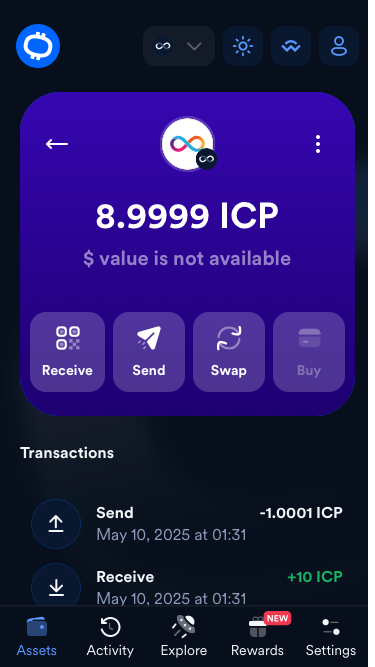 8.9999 ICP
$ value is not available
Receive
Send
Swap
Buy
Transactions
Send
-1.0001 ICP
May 10, 2025 at 01:31
Receive
+10 ICP
May 10, 2025 at 01:31
NEW
Assets
Activity
Explore
Rewards
Settings